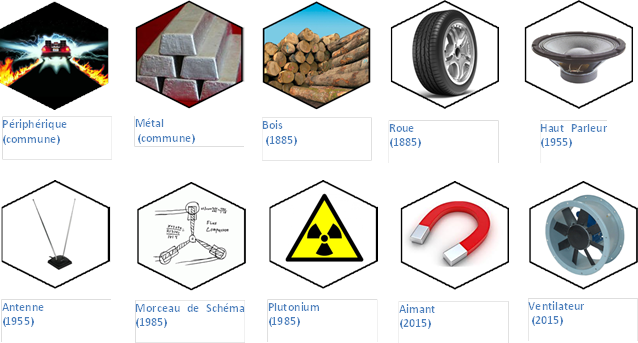 Périphérique
(commune)
Métal
(commune)
Bois
(1885)
Roue
(1885)
Haut Parleur
(1955)
Antenne
(1955)
Morceau de Schéma
(1985)
Plutonium
(1985)
Aimant
(2015)
Ventilateur
(2015)
Flux